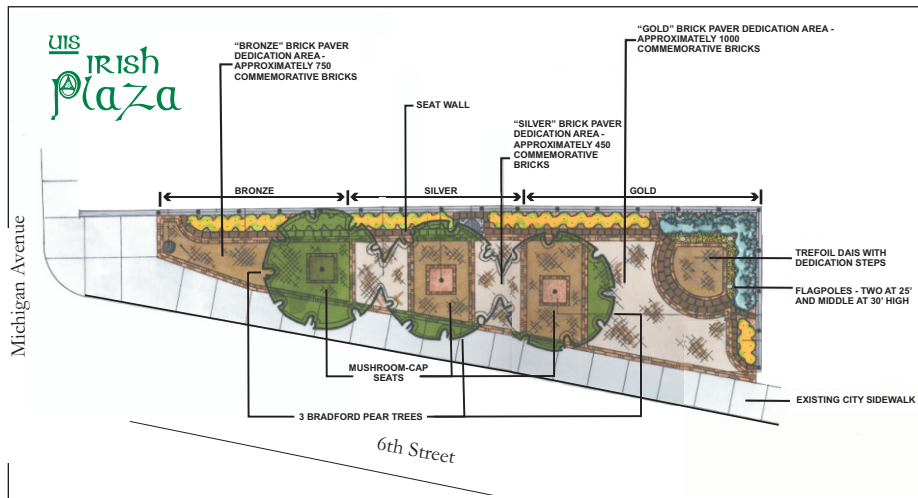 UIS
IRISH
PlaZa
“BRONZE” BRICK PAVER
DEDICATION AREA -
APPROXIMATELY 750
COMMEMORATIVE BRICKS
“GOLD” BRICK PAVER DEDICATION AREA -
APPROXIMATELY 1000
COMMEMORATIVE BRICKS
SEAT WALL
“SILVER” BRICK PAVER
DEDICATION AREA -
APPROXIMATELY 450
COMMEMORATIVE
BRICKS
BRONZE
SILVER
GOLD
Michigan Avenue
TREFOIL DAIS WITH
DEDICATION STEPS
FLAGPOLES - TWO AT 25'
AND MIDDLE AT 30' HIGH
MUSHROOM-CAP
SEATS
EXISTING CITY SIDEWALK
3 BRADFORD PEAR TREES
6th Street